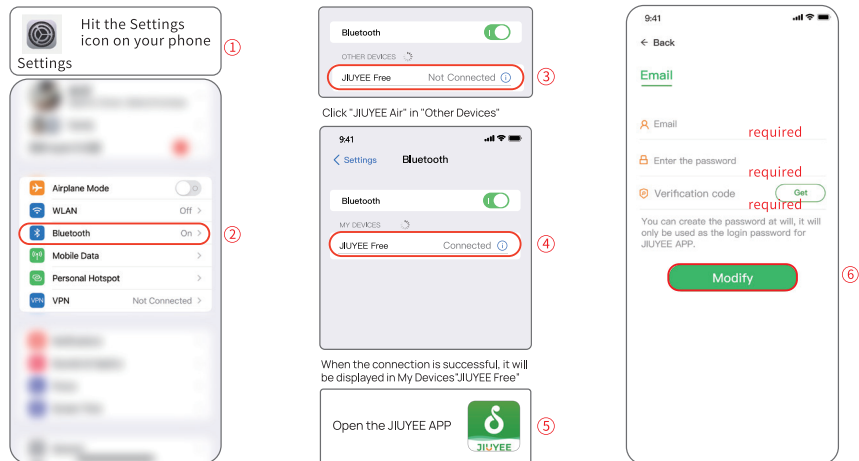 Hit the Settings
icon on your phone
Settings
①
Airplane Mode
WLAN Off
Bluetooth On
②
Mobile Data
Personal Hotspot
VPN VPN Not Connected
Bluetooth
OTHER DEVICES
JIUYEE Free Not Connected
③
Click "JIUYEE Air" in "Other Devices"
9:41
Settings Bluetooth
Bluetooth
MY DEVICES
JIUYEE Free Connected
④
When the connection is successful, it will
be displayed in My Devices"JIUYEE Free"
Open the JIUYEE APP
JIUYEE
⑤
9:41
← Back
Email
Email
required
Enter the password
required
Verification code Get
required
You can create the password at will, it will
only be used as the login password for
JIUYEE APP.
Modify
⑥